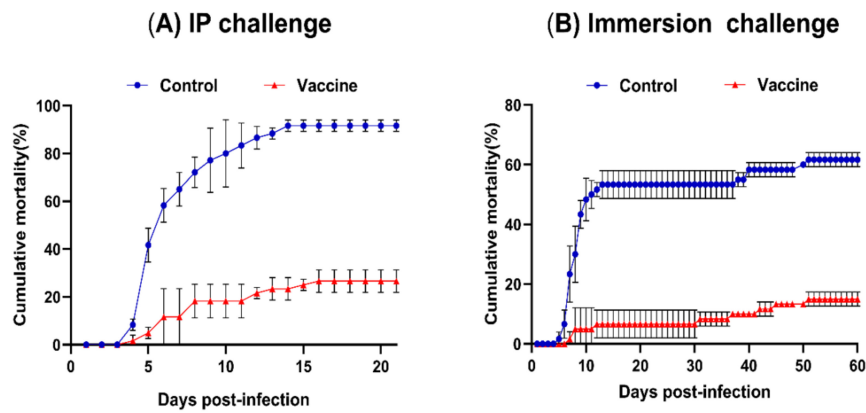 (A) IP challenge
Control Vaccine
Cumulative mortality(%)
100
80
60
40
20
0
0 5 10 15 20
Days post-infection
(B) Immersion challenge
Control Vaccine
Cumulative mortality(%)
80
60
40
20
0
0 10 20 30 40 50 60
Days post-infection